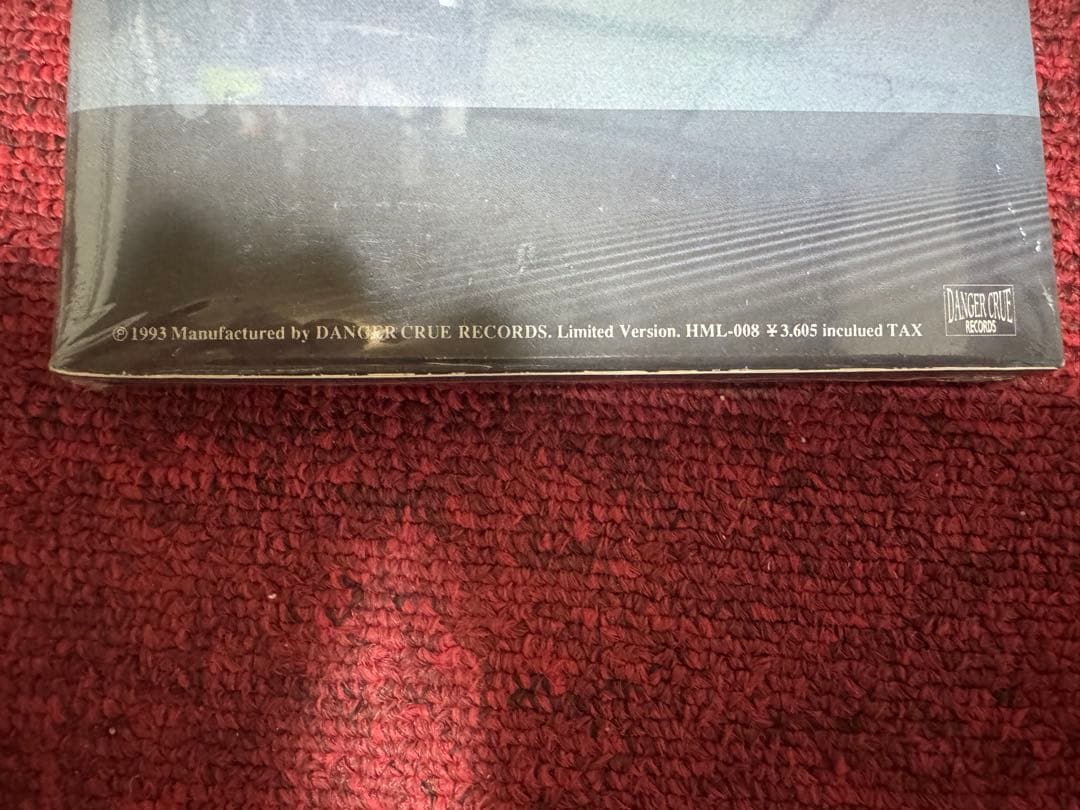 ℗ 1993 Manufactured by DANGER CRUE RECORDS. Limited Version. HML-008 ¥3.605 inculued TAX
DANGER CRUE
RECORDS